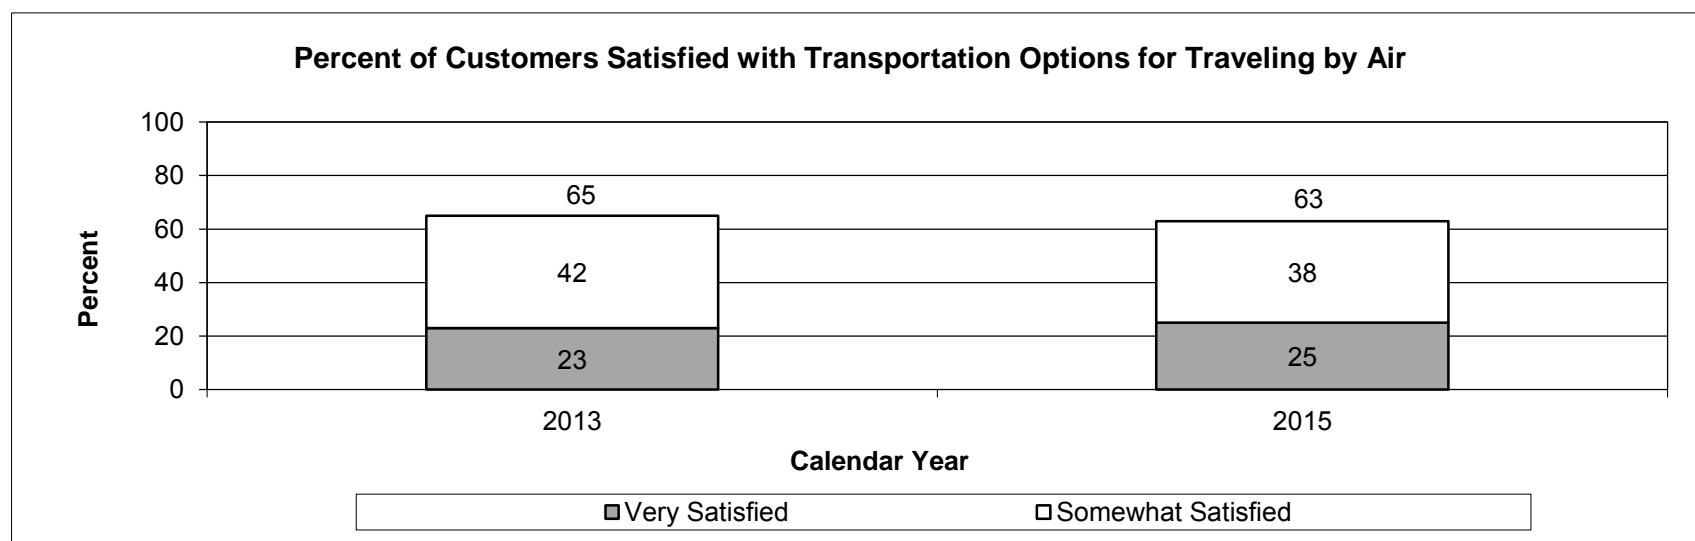 Percent of Customers Satisfied with Transportation Options for Traveling by Air
100
80
60
40
20
0
Percent
65
42
23
63
38
25
2013
2015
Calendar Year
Very Satisfied
Somewhat Satisfied